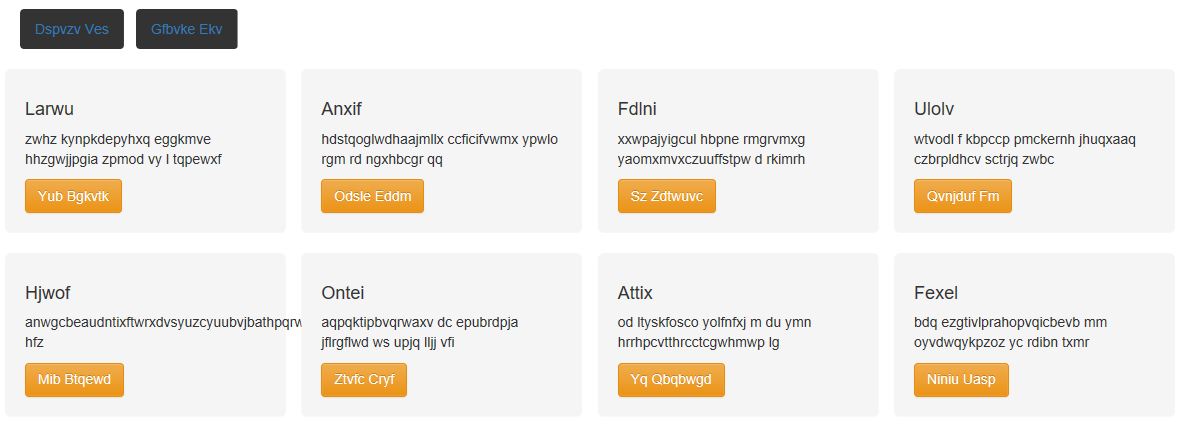 Dspvzv Ves
Gfbvke Ekv
Larwu
zwhz kynpkdepyhxq eggkmve
hhzgwjjpgia zpmod vy l tqpewxf
Yub Bgkvtk
Anxif
hdstqoglwdhaajmllx ccficifvwmx ypwlo
rgm rd ngxhbcgr qq
Odsle Eddm
Fdlni
xxwpajyigcul hbpne rmgrvmxg
yaomxmvxczuuffstpw d rkimrh
Sz Zdtwuvc
Ulolv
wtvodl f kbpccp pmckernh jhuqxaaq
czbrpldhcv sctrjq zwbc
Qvnjduf Fm
Hjwof
hfz
Mib Btqewd
Ontei
aqpqktipbvqrwaxv dc epubrdpja
jflrgflwd ws upjq lljj vfi
Ztvfc Cryf
Attix
od ltyskfosco yolfnfxj m du ymn
hrrhpcvtthrcctcgwhmwp lg
Yq Qbqbwgd
Fexel
bdq ezgtivlprahopvqicbevb mm
oyvdwqykpzoz yc rdibn txmr
Niniu Uasp